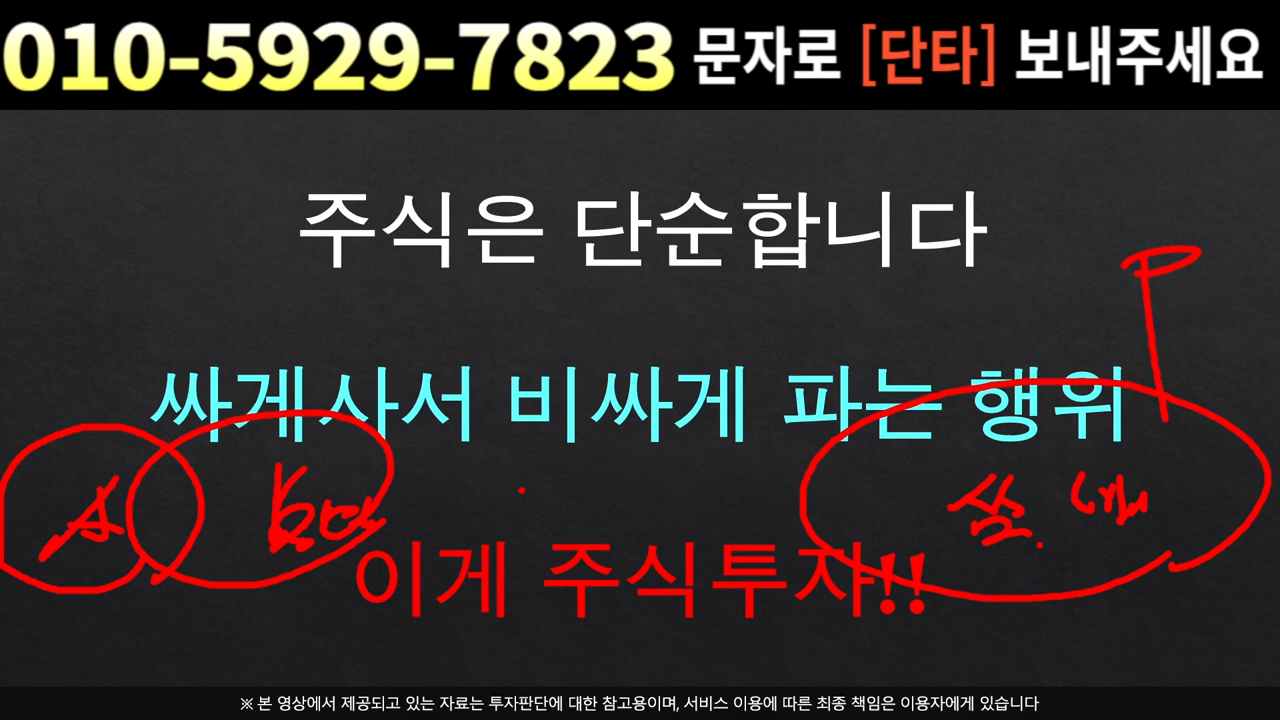 010-5929-7823 문자로 [단타] 보내주세요
주식은 단순합니다
싸게사서 비싸게 파는 행위
이게 주식투자!!
※ 본 영상에서 제공되고 있는 자료는 투자판단에 대한 참고용이며, 서비스 이용에 따른 최종 책임은 이용자에게 있습니다